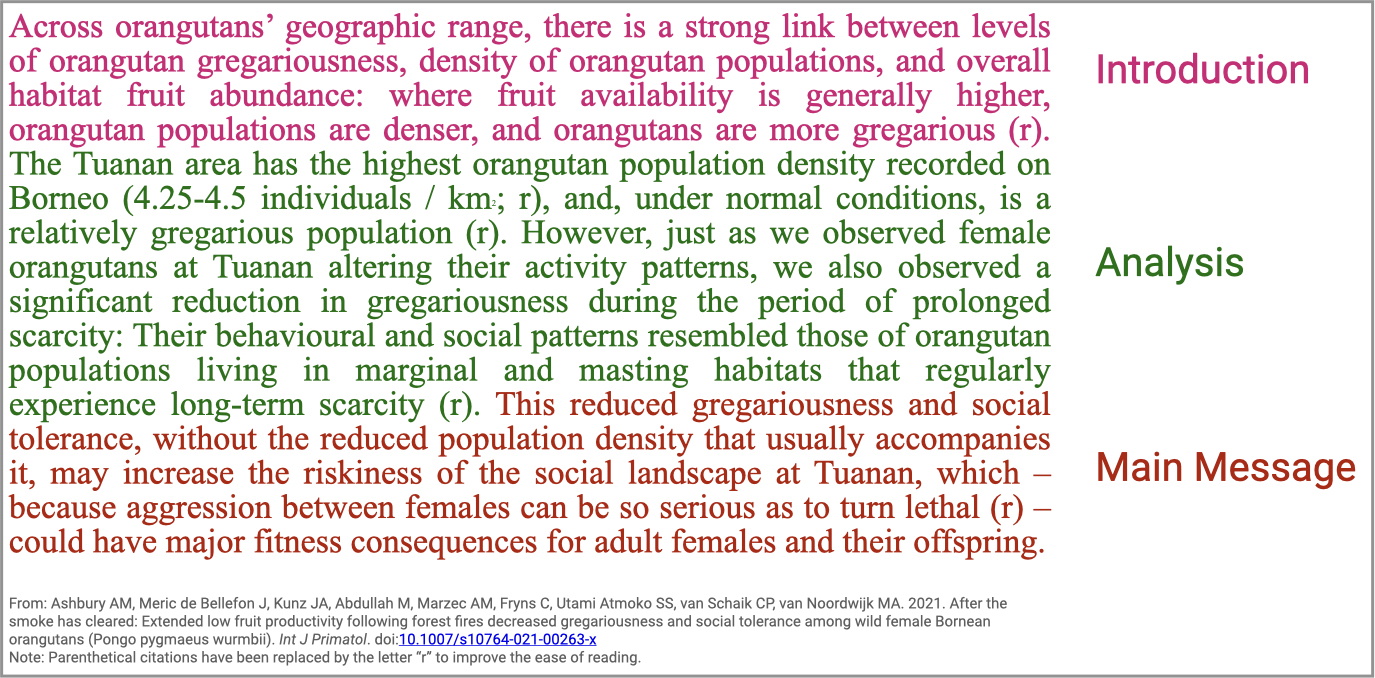 Across orangutans’ geographic range, there is a strong link between levels
of orangutan gregariousness, density of orangutan populations, and overall
habitat fruit abundance: where fruit availability is generally higher,
orangutan populations are denser, and orangutans are more gregarious (r).
The Tuanan area has the highest orangutan population density recorded on
Borneo (4.25-4.5 individuals / km²; r), and, under normal conditions, is a
relatively gregarious population (r). However, just as we observed female
orangutans at Tuanan altering their activity patterns, we also observed a
significant reduction in gregariousness during the period of prolonged
scarcity: Their behavioural and social patterns resembled those of orangutan
populations living in marginal and masting habitats that regularly
experience long-term scarcity (r). This reduced gregariousness and social
tolerance, without the reduced population density that usually accompanies
it, may increase the riskiness of the social landscape at Tuanan, which –
because aggression between females can be so serious as to turn lethal (r) –
could have major fitness consequences for adult females and their offspring.
Introduction
Analysis
Main Message
From: Ashbury AM, Meric de Bellefon J, Kunz JA, Abdullah M, Marzec AM, Fryns C, Utami Atmoko SS, van Schaik CP, van Noordwijk MA. 2021. After the
smoke has cleared: Extended low fruit productivity following forest fires decreased gregariousness and social tolerance among wild female Bornean
orangutans (Pongo pygmaeus wurmbii). Int J Primatol. doi:10.1007/s10764-021-00263-x
Note: Parenthetical citations have been replaced by the letter “r” to improve the ease of reading.